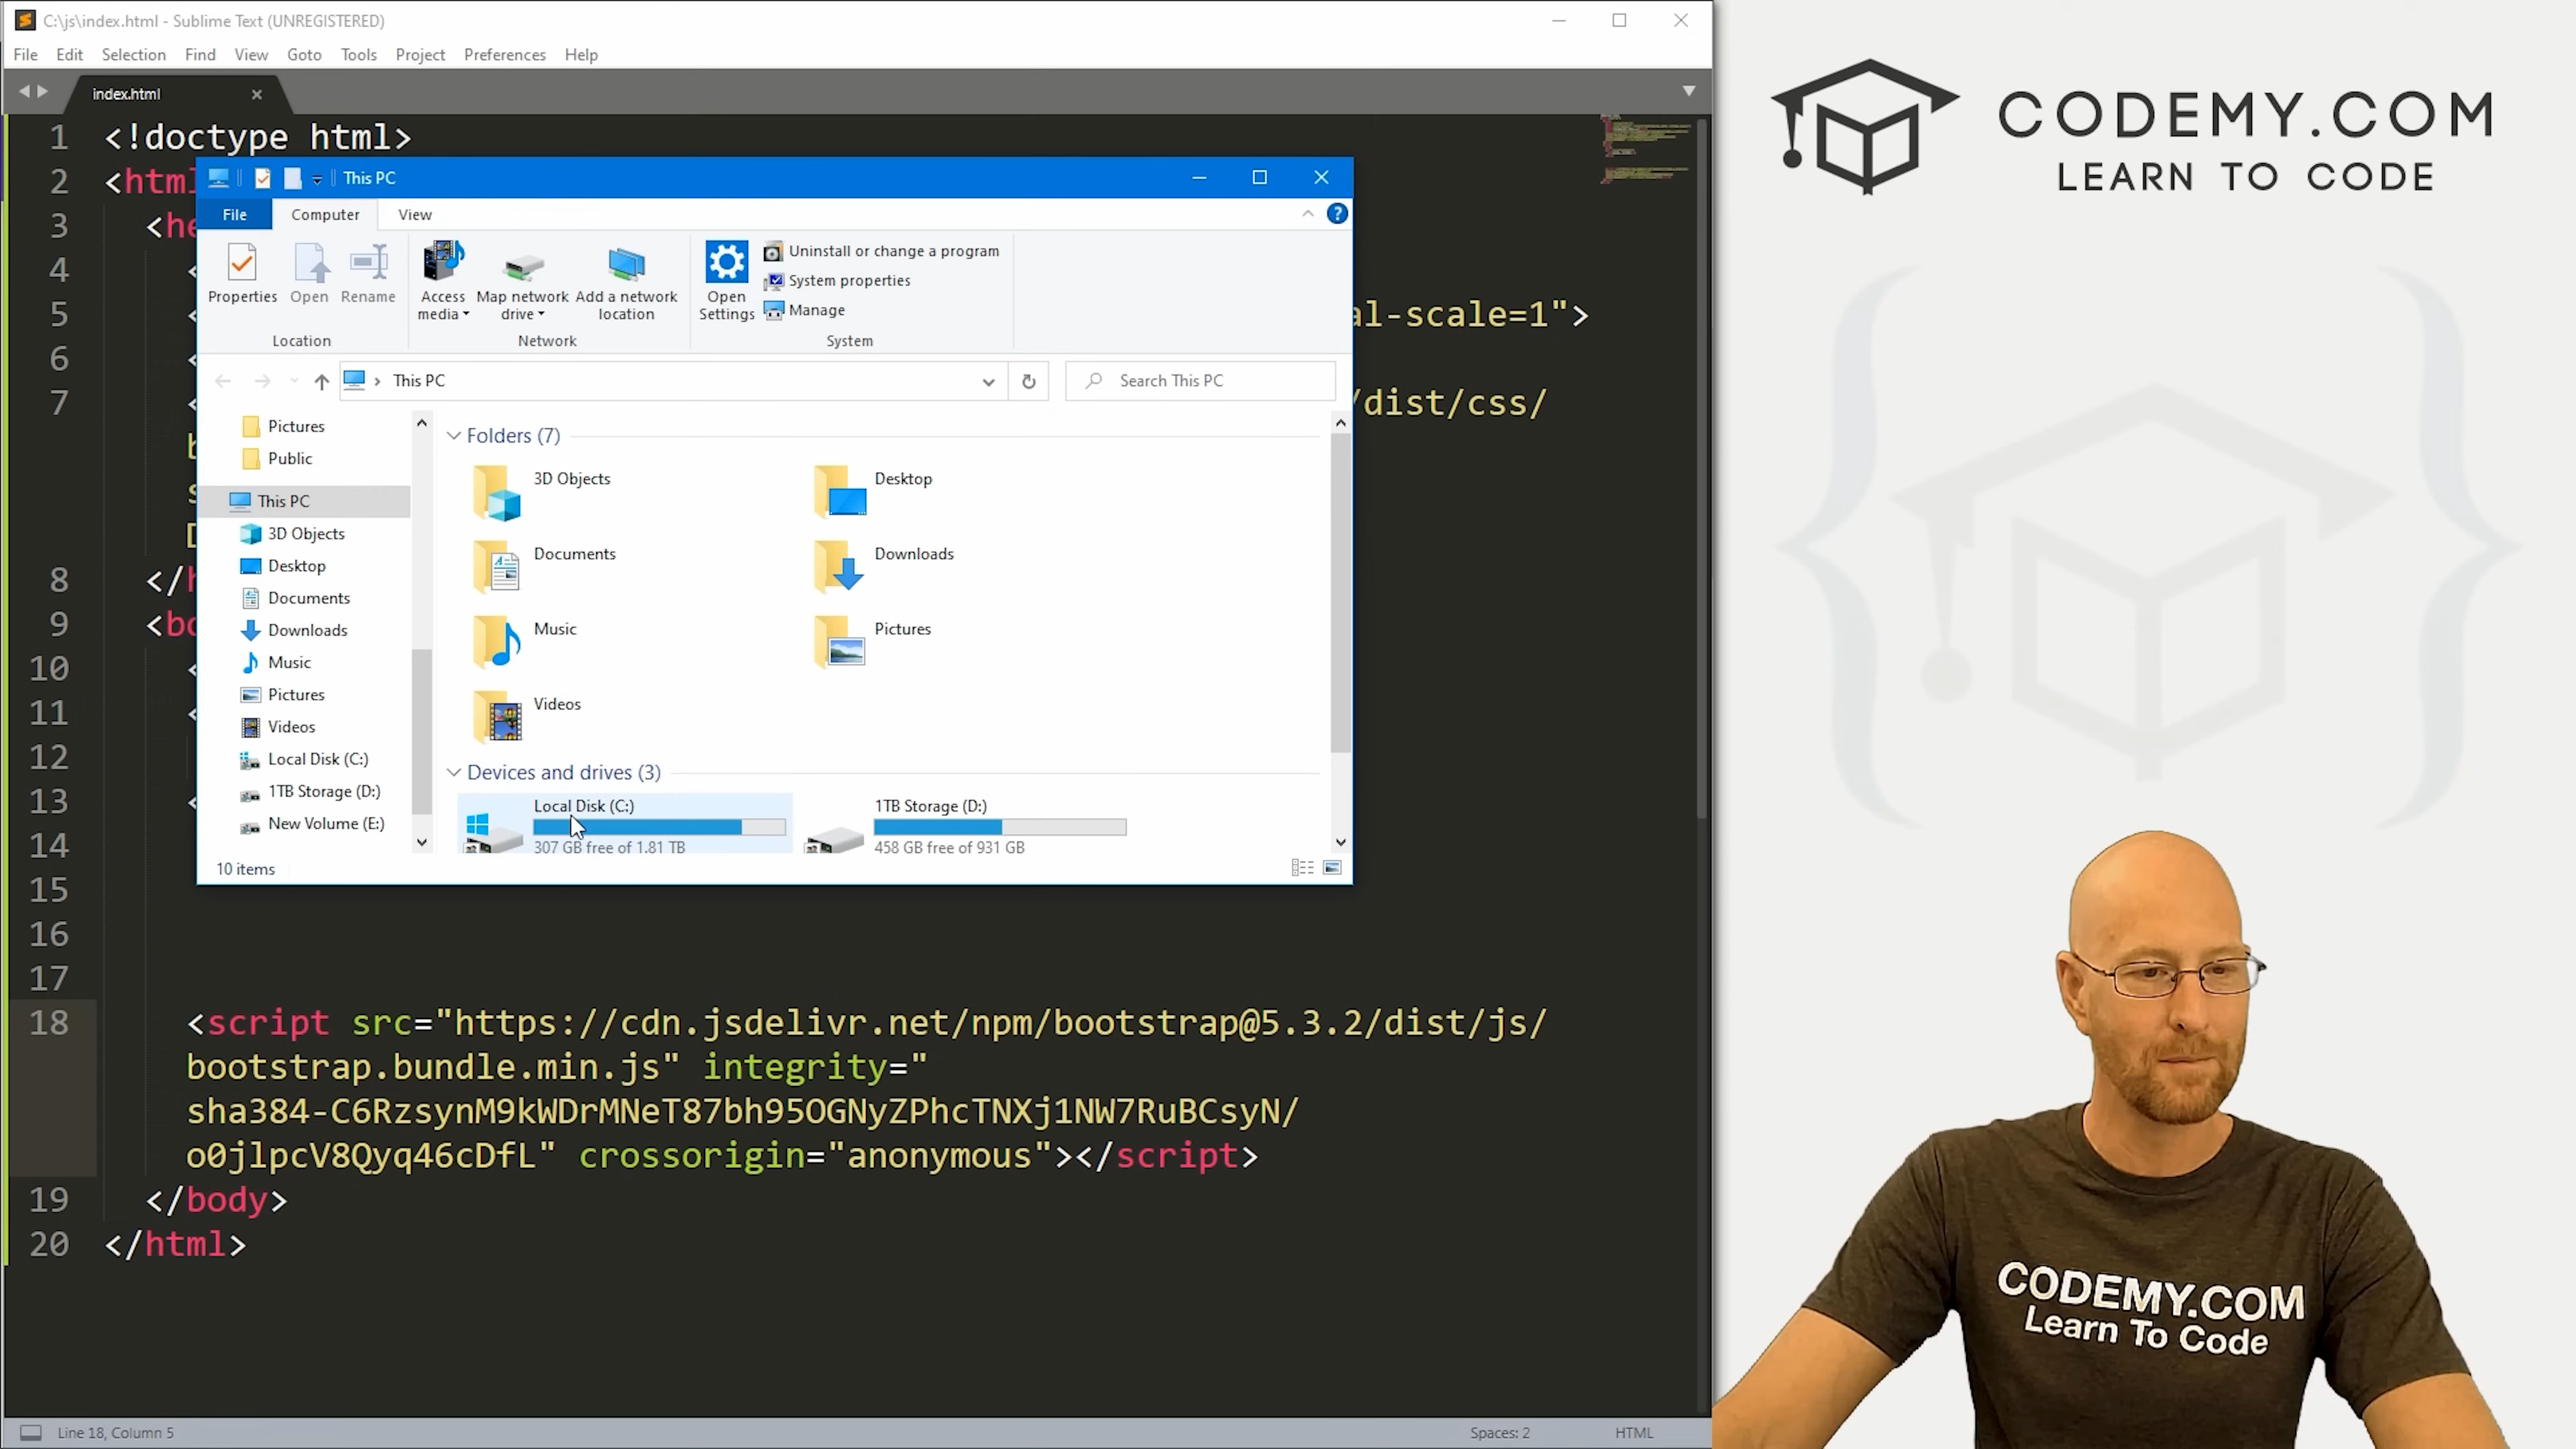 C:\js\index.html - Sublime Text (UNREGISTERED)
File Edit Selection Find View Goto Tools Project Preferences Help
index.html
1 <!doctype html>
2 <html
3 <he
4 <
5 < al-scale=1">
6 <
7 < /dist/css/
8 </h
9 <bo
10 <
11 <
12
13 <
14
15
16
17
18 <script src="https://cdn.jsdelivr.net/npm/bootstrap@5.3.2/dist/js/
bootstrap.bundle.min.js" integrity="
sha384-C6RzsynM9kWDrMNeT87bh95OGNyZPhcTNXj1NW7RuBCsyN/
o0jlpcV8Qyq46cDfL" crossorigin="anonymous"></script>
19 </body>
20 </html>
Line 18, Column 5
Spaces: 2
HTML
This PC
File Computer View
Properties
Open
Rename
Location
Access media
Map network drive
Add a network location
Network
Open Settings
Uninstall or change a program
System properties
Manage
System
This PC
Search This PC
Pictures
Public
This PC
3D Objects
Desktop
Documents
Downloads
Music
Pictures
Videos
Local Disk (C:)
1TB Storage (D:)
New Volume (E:)
Folders (7)
3D Objects
Desktop
Documents
Downloads
Music
Pictures
Videos
Devices and drives (3)
Local Disk (C:)
307 GB free of 1.81 TB
1TB Storage (D:)
458 GB free of 931 GB
10 items
CODEMY.COM
LEARN TO CODE
CODEMY.COM
Learn To Code